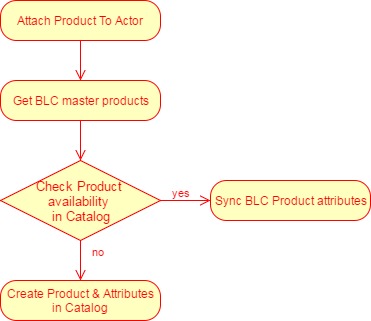 Attach Product To Actor
Get BLC master products
Check Product
availability
in Catalog
yes
Sync BLC Product attributes
no
Create Product & Attributes
in Catalog